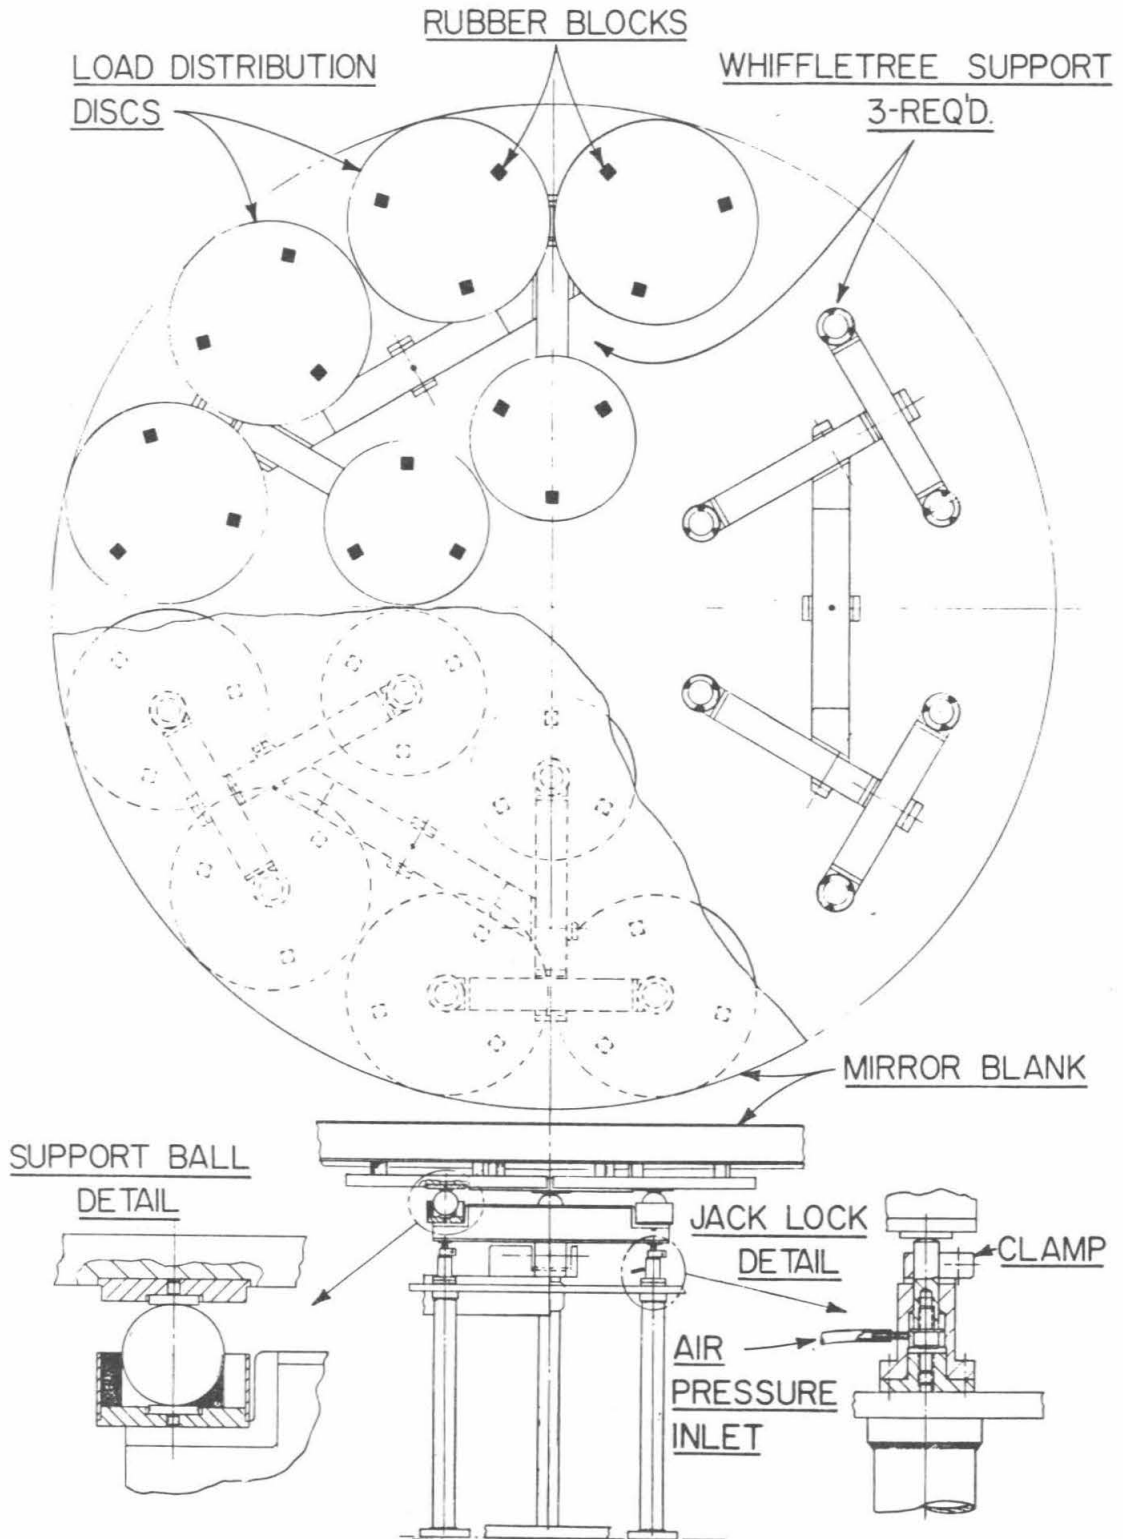 RUBBER BLOCKS
LOAD DISTRIBUTION
DISCS
WHIFFLETREE SUPPORT
3-REQ'D.
MIRROR BLANK
SUPPORT BALL
DETAIL
JACK LOCK
DETAIL
CLAMP
AIR
PRESSURE
INLET